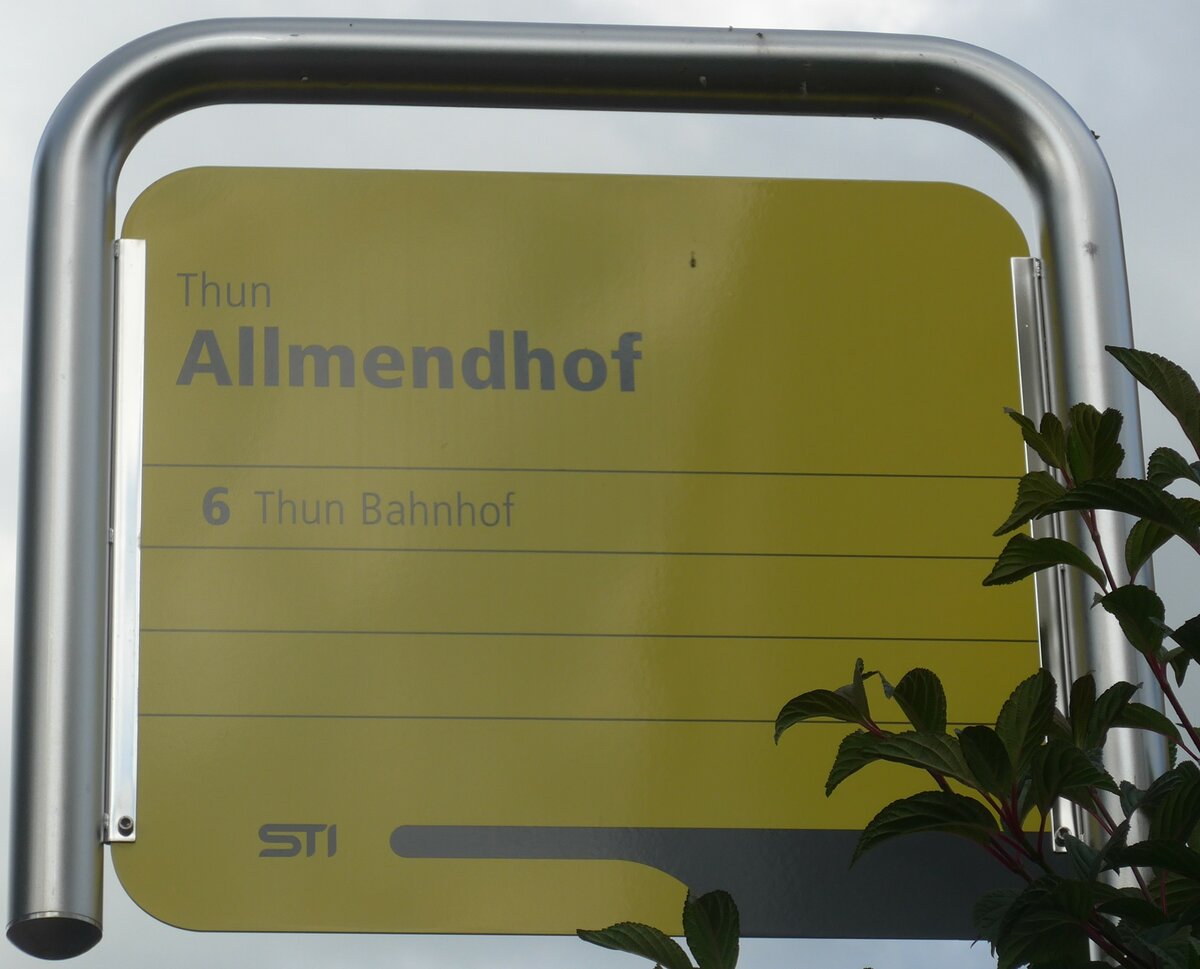 Thun
Allmendhof
6 Thun Bahnhof
STI